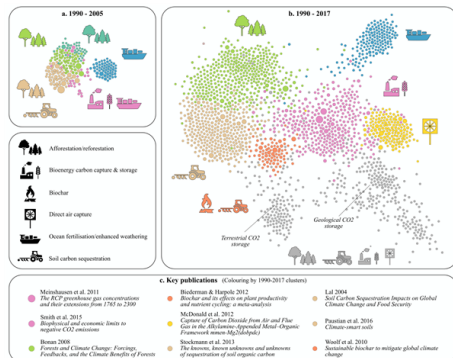 a. 1990 - 2005
b. 1990 - 2017
Afforestation/reforestation
Bioenergy carbon capture & storage
Biochar
Direct air capture
Ocean fertilisation/enhanced weathering
Soil carbon sequestration
Terrestrial CO2
storage
Geological CO2
storage
c. Key publications (Colouring by 1990-2017 clusters)
Meinshausen et al. 2011
The RCP greenhouse gas concentrations
and their extensions from 1765 to 2300
Smith et al. 2015
Biophysical and economic limits to
negative CO2 emissions
Bonan 2008
Forests and Climate Change: Forcings,
Feedbacks, and the Climate Benefits of Forests
Biederman & Harpole 2012
Biochar and its effects on plant productivity
and nutrient cycling: a meta-analysis
McDonald et al. 2012
Capture of Carbon Dioxide from Air and Flue
Gas in the Alkylamine-Appended Metal–Organic
Framework mmen-Mg2(dobpdc)
Stockmann et al. 2013
The knowns, known unknowns and unknowns
of sequestration of soil organic carbon
Lal 2004
Soil Carbon Sequestration Impacts on Global
Climate Change and Food Security
Paustian et al. 2016
Climate-smart soils
Woolf et al. 2010
Sustainable biochar to mitigate global climate
change